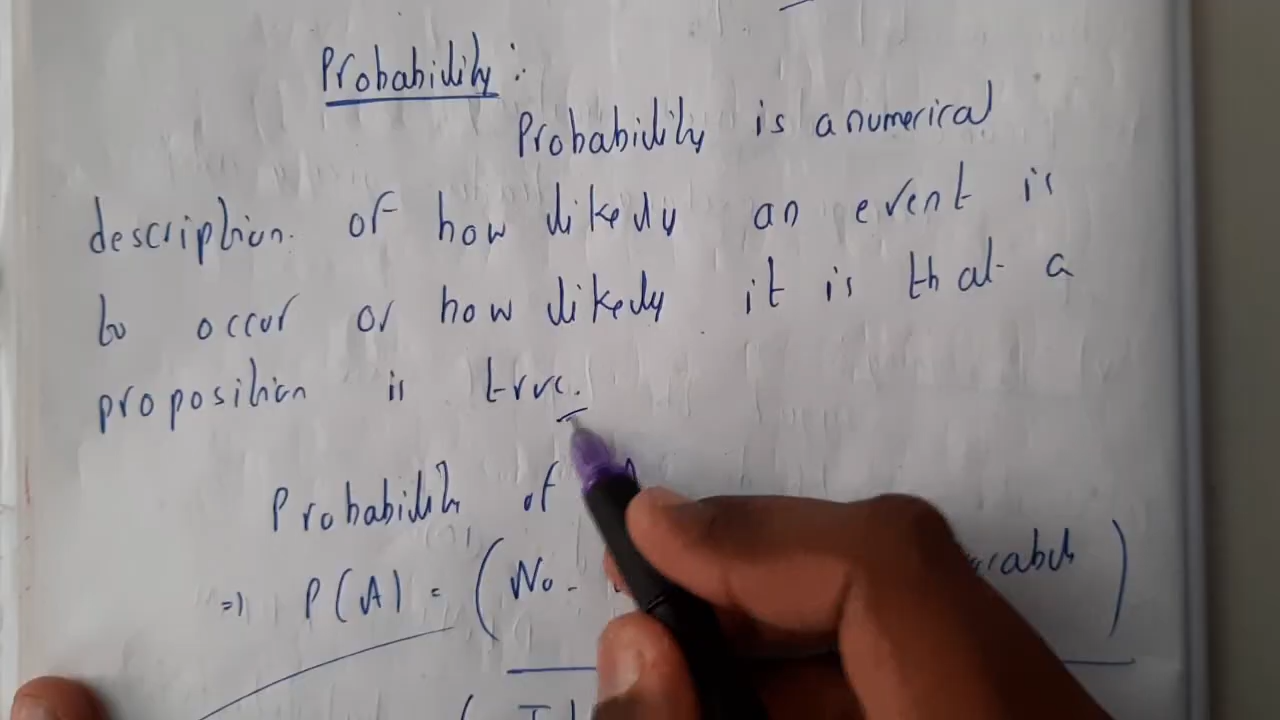 Probability :
Probability is a numerical
description of how likely an event is
to occur or how likely it is that a
proposition is true.
Probability of
=) P(A) = ( No. )
(